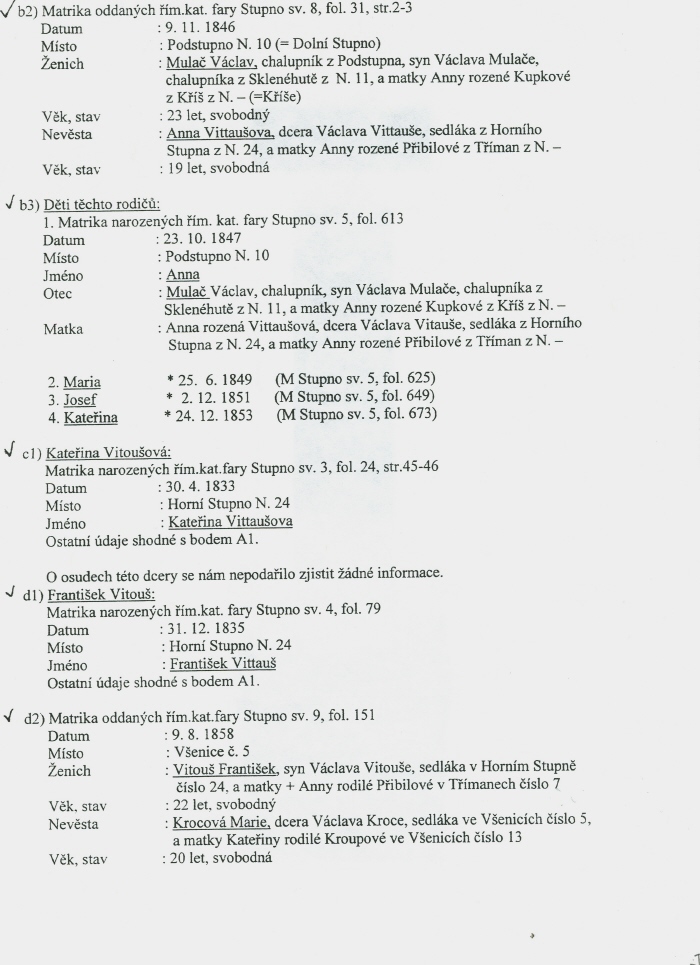 ✓ b2) Matrika oddaných řím.kat. fary Stupno sv. 8, fol. 31, str.2-3
Datum : 9. 11. 1846
Místo : Podstupno N. 10 (= Dolní Stupno)
Ženich : Mulač Václav, chalupník z Podstupna, syn Václava Mulače,
chalupníka z Sklenéhutě z N. 11, a matky Anny rozené Kupkové
z Kříš z N. – (=Kříše)
Věk, stav : 23 let, svobodný
Nevěsta : Anna Vittaušova, dcera Václava Vittauše, sedláka z Horního
Stupna z N. 24, a matky Anny rozené Přibilové z Tříman z N. –
Věk, stav : 19 let, svobodná
✓ b3) Děti těchto rodičů:
1. Matrika narozených řím. kat. fary Stupno sv. 5, fol. 613
Datum : 23. 10. 1847
Místo : Podstupno N. 10
Jméno : Anna
Otec : Mulač Václav, chalupník, syn Václava Mulače, chalupníka z
Sklenéhutě z N. 11, a matky Anny rozené Kupkové z Kříš z N. –
Matka : Anna rozená Vittaušová, dcera Václava Vitauše, sedláka z Horního
Stupna z N. 24, a matky Anny rozené Přibilové z Tříman z N. –
2. Maria * 25. 6. 1849 (M Stupno sv. 5, fol. 625)
3. Josef * 2. 12. 1851 (M Stupno sv. 5, fol. 649)
4. Kateřina * 24. 12. 1853 (M Stupno sv. 5, fol. 673)
✓ c1) Kateřina Vitoušová:
Matrika narozených řím.kat.fary Stupno sv. 3, fol. 24, str.45-46
Datum : 30. 4. 1833
Místo : Horní Stupno N. 24
Jméno : Kateřina Vittaušova
Ostatní údaje shodné s bodem A1.
O osudech této dcery se nám nepodařilo zjistit žádné informace.
✓ d1) František Vitouš:
Matrika narozených řím.kat. fary Stupno sv. 4, fol. 79
Datum : 31. 12. 1835
Místo : Horní Stupno N. 24
Jméno : František Vittauš
Ostatní údaje shodné s bodem A1.
✓ d2) Matrika oddaných řím.kat.fary Stupno sv. 9, fol. 151
Datum : 9. 8. 1858
Místo : Všenice č. 5
Ženich : Vitouš František, syn Václava Vitouše, sedláka v Horním Stupně
číslo 24, a matky + Anny rodilé Přibilové v Třímanech číslo 7
Věk, stav : 22 let, svobodný
Nevěsta : Krocová Marie, dcera Václava Kroce, sedláka ve Všenicích číslo 5,
a matky Kateřiny rodilé Kroupové ve Všenicích číslo 13
Věk, stav : 20 let, svobodná